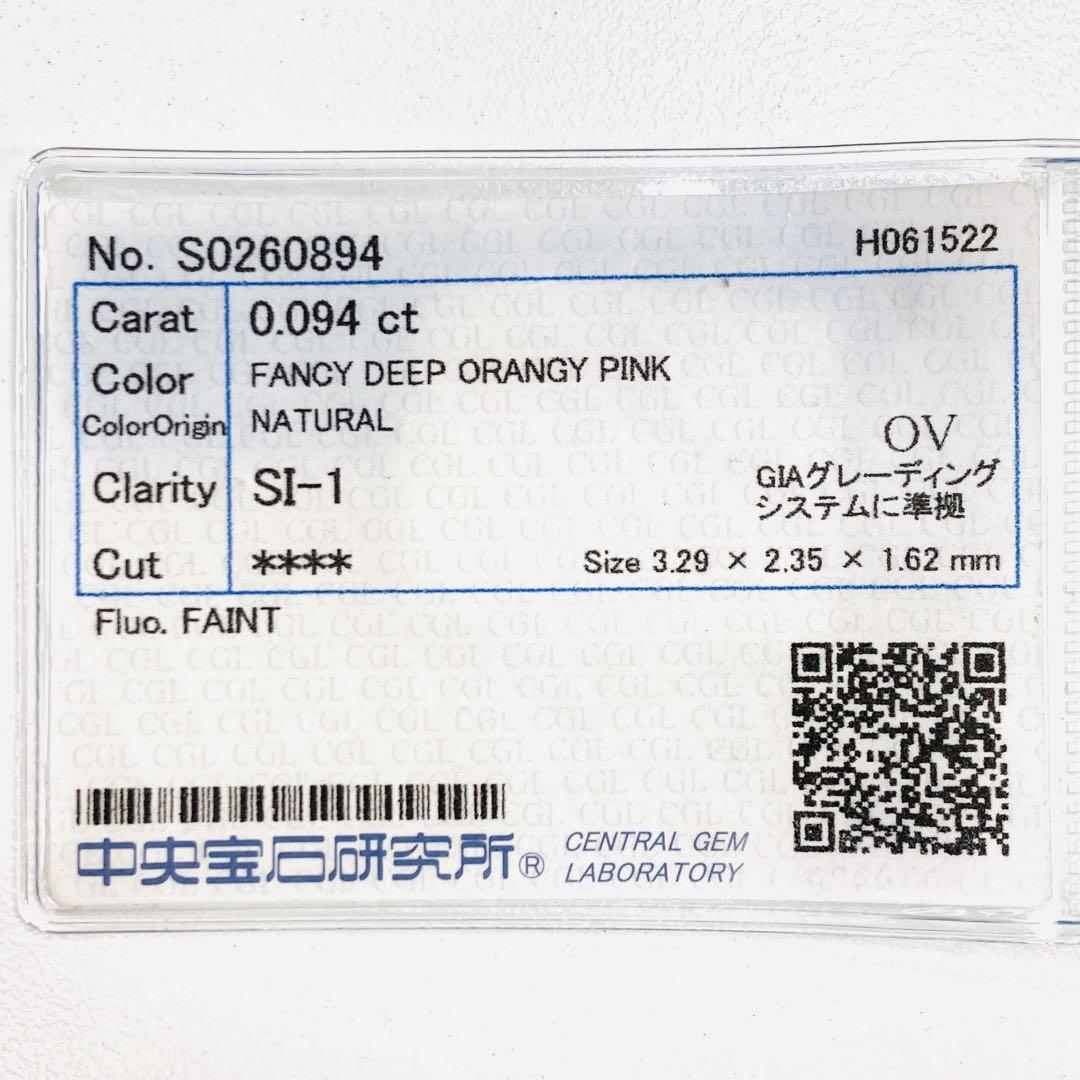 No. S0260894
H061522
Carat 0.094 ct
Color FANCY DEEP ORANGY PINK
ColorOrigin NATURAL
OV
Clarity SI-1
GIAグレーディング
システムに準拠
Cut ****
Size 3.29 × 2.35 × 1.62 mm
Fluo. FAINT
中央宝石研究所®
CENTRAL GEM
LABORATORY